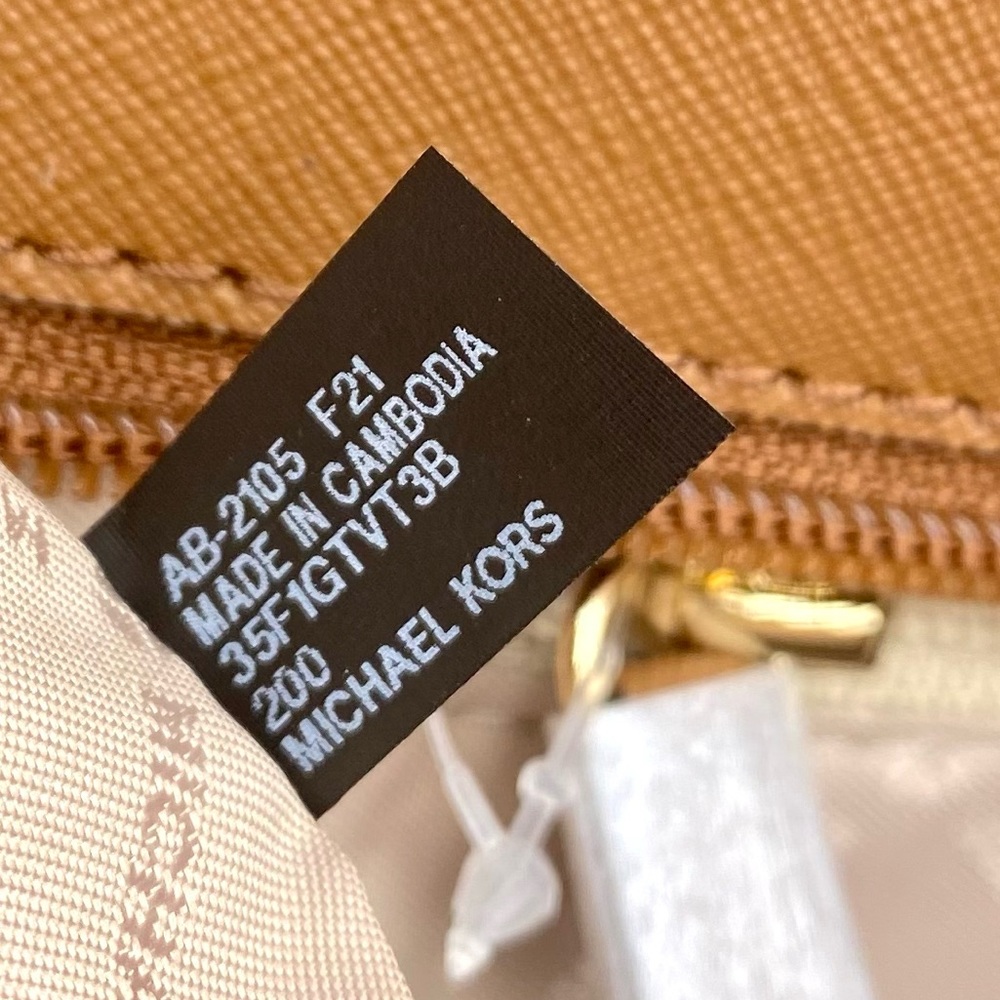 AB-2105 F21
MADE IN CAMBODIA
35F1GTVT3B
200
MICHAEL KORS